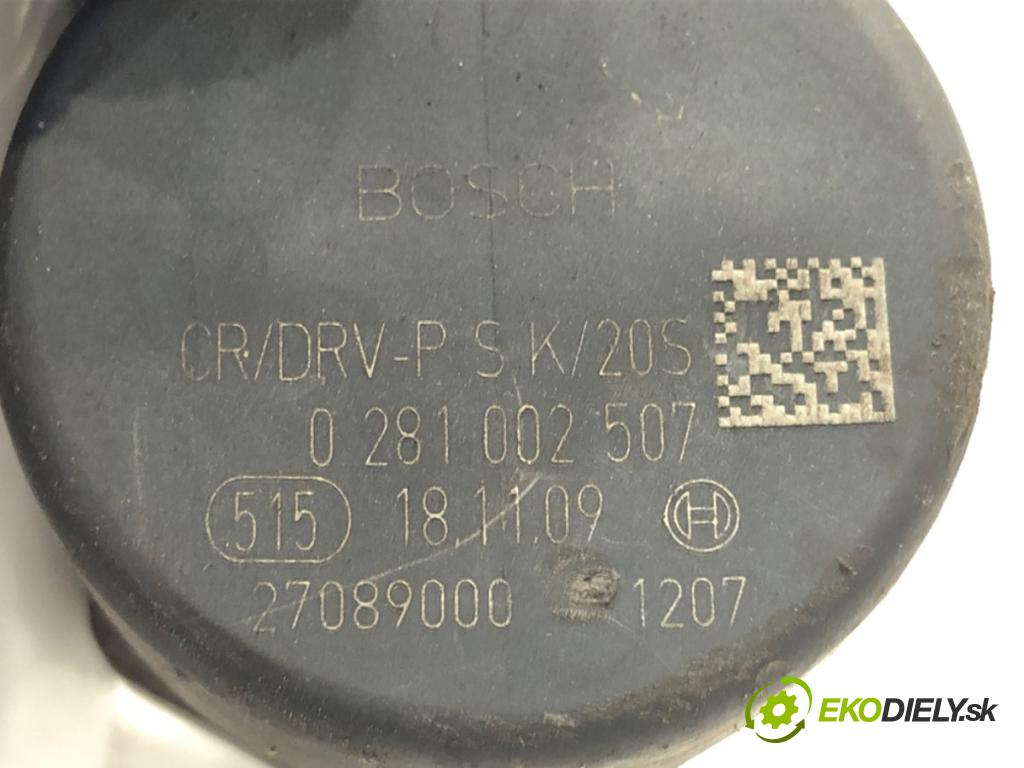 BOSCH
CR/DRV-P S K/20S
0 281 002 507
515 18.11.09
27089000 1207
EKODIELY.sk